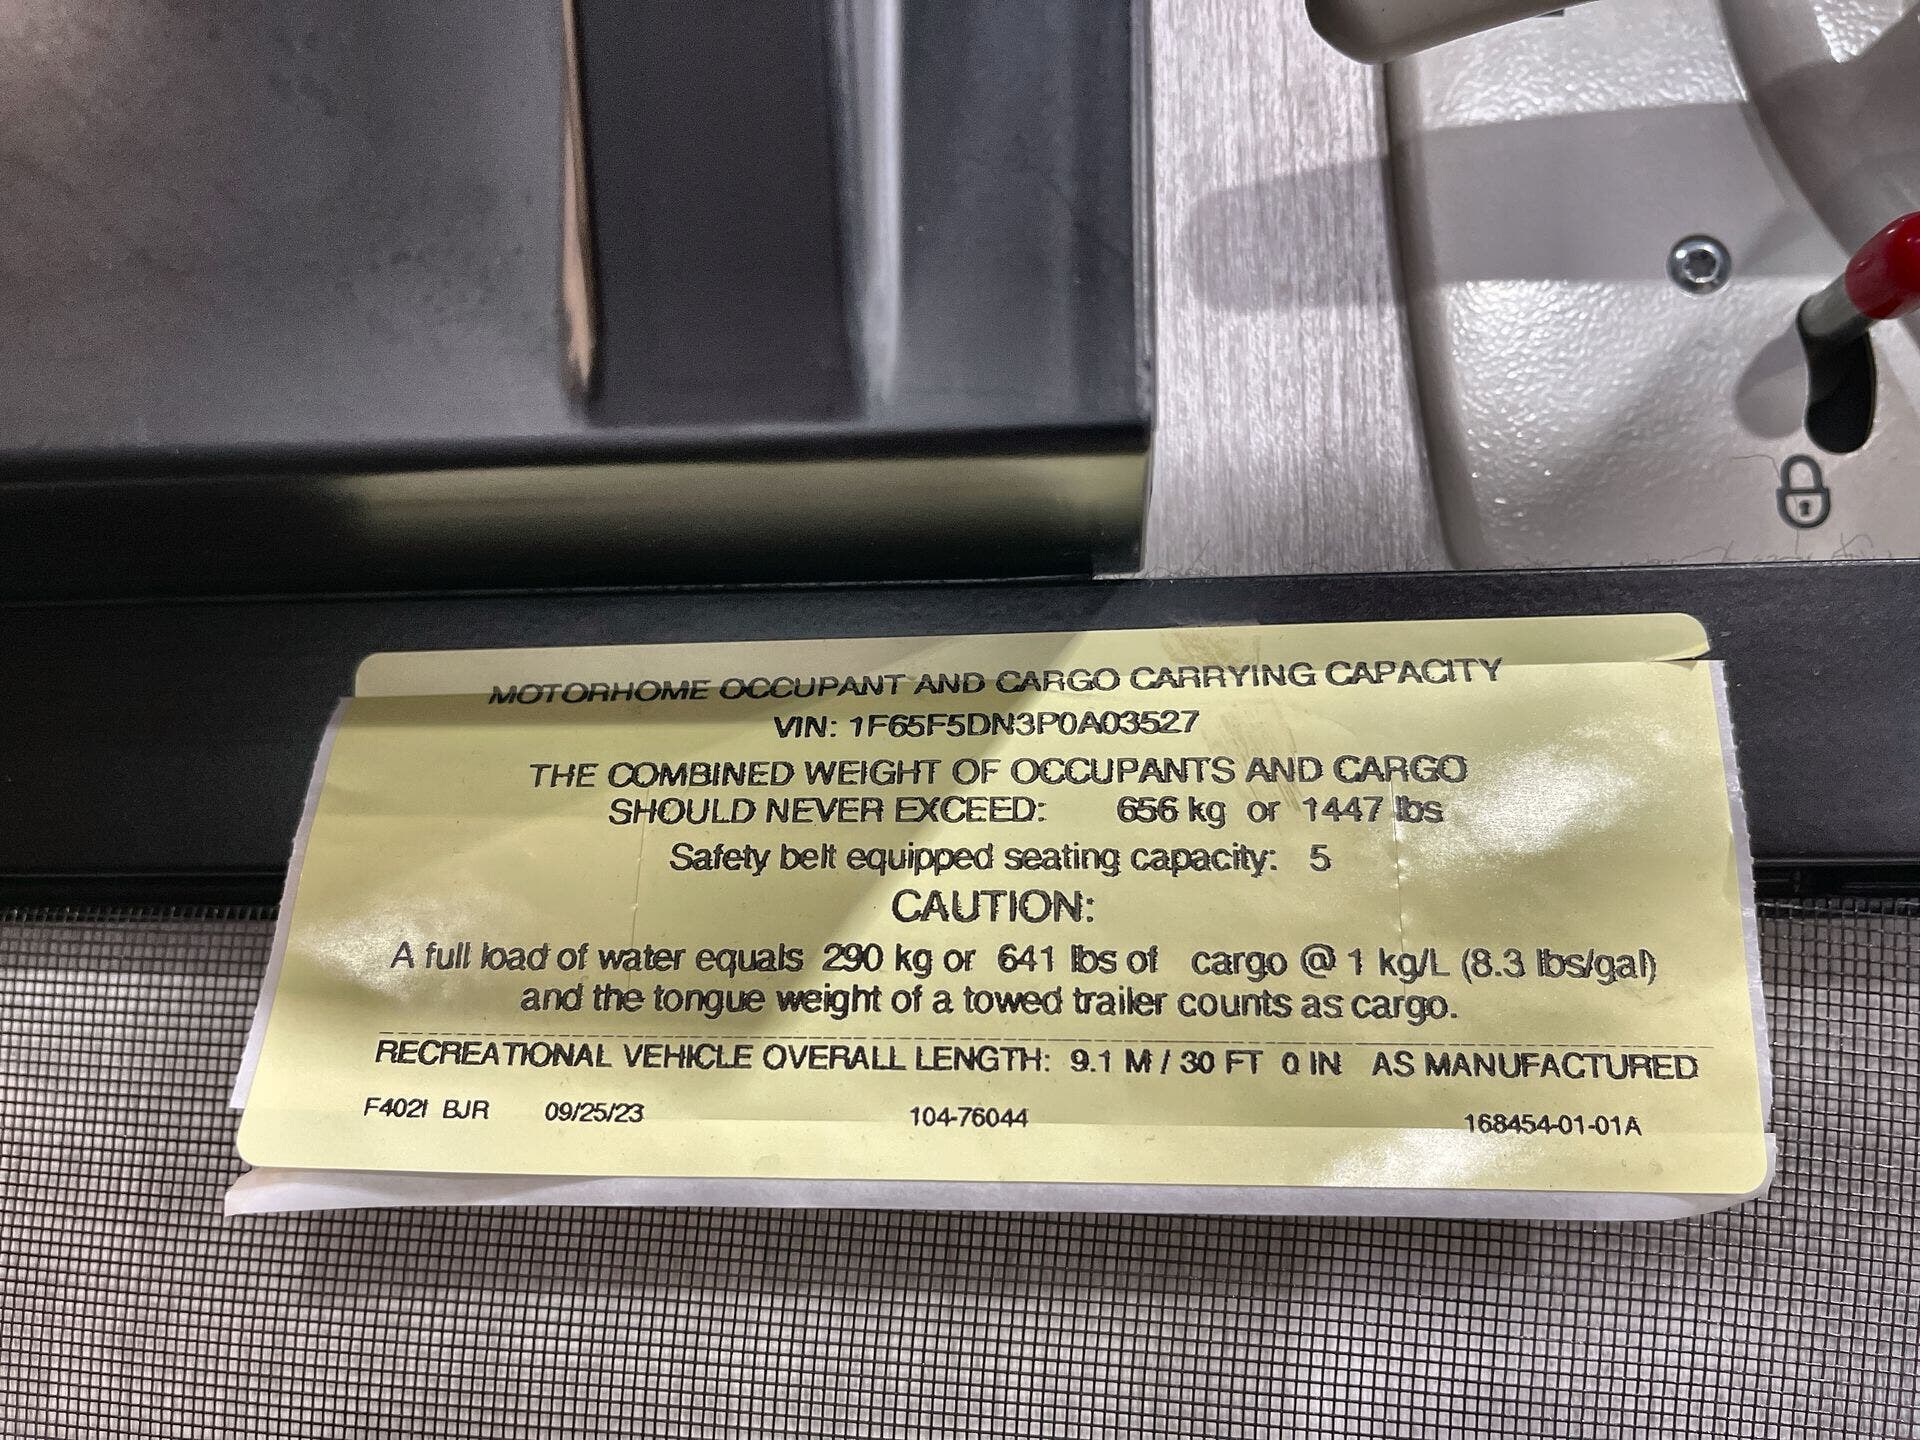 MOTORHOME OCCUPANT AND CARGO CARRYING CAPACITY
VIN: 1F65F5DN3P0A03527
THE COMBINED WEIGHT OF OCCUPANTS AND CARGO
SHOULD NEVER EXCEED: 656 kg or 1447 lbs
Safety belt equipped seating capacity: 5
CAUTION:
A full load of water equals 290 kg or 641 lbs of cargo @ 1 kg/L (8.3 lbs/gal)
and the tongue weight of a towed trailer counts as cargo.
RECREATIONAL VEHICLE OVERALL LENGTH: 9.1 M / 30 FT 0 IN AS MANUFACTURED
F402I BJR 09/25/23 104-76044 168454-01-01A